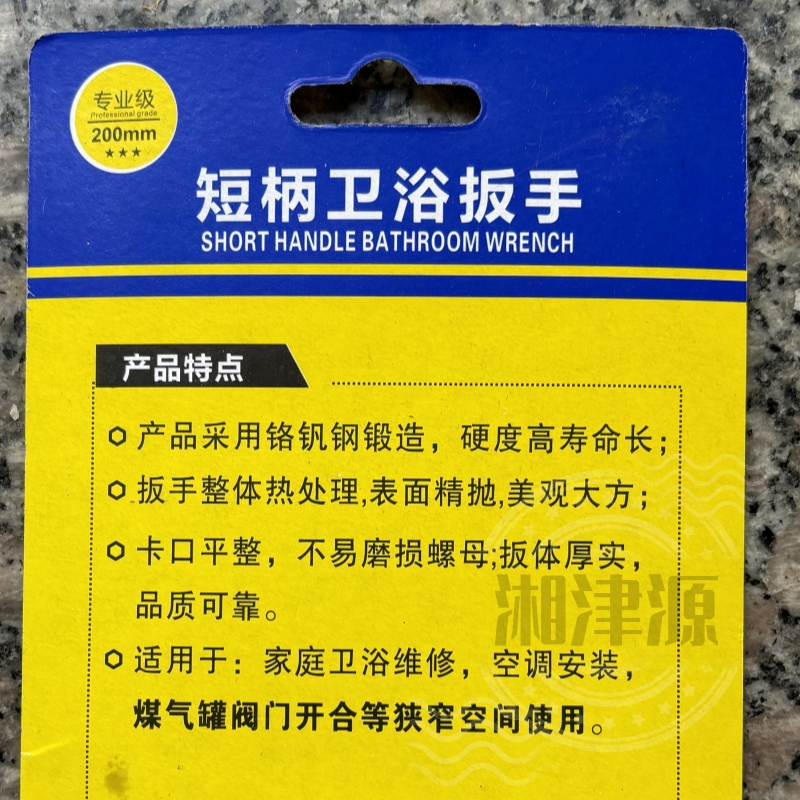 专业级
Professional grade
200mm
短柄卫浴扳手
SHORT HANDLE BATHROOM WRENCH
产品特点
产品采用铬钒钢锻造，硬度高寿命长；
扳手整体热处理,表面精抛,美观大方；
卡口平整，不易磨损螺母;扳体厚实，
品质可靠。
适用于：家庭卫浴维修，空调安装，
煤气罐阀门开合等狭窄空间使用。
湘津源